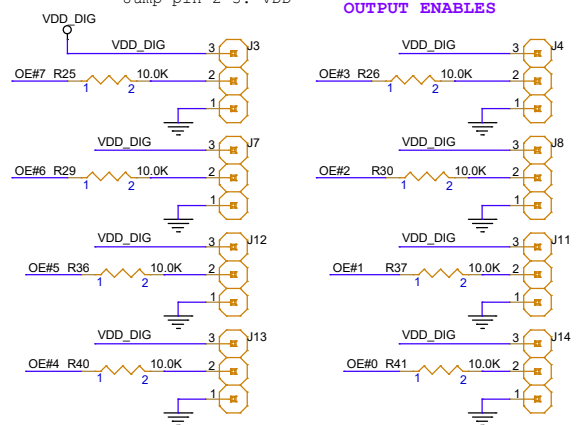 Jump pin 2-3: VDD
OUTPUT ENABLES
VDD_DIG
VDD_DIG 3 J3
OE#7 R25 10.0K 2
1 2
1
VDD_DIG 3 J4
OE#3 R26 10.0K 2
1 2
1
VDD_DIG 3 J7
OE#6 R29 10.0K 2
1 2
1
VDD_DIG 3 J8
OE#2 R30 10.0K 2
1 2
1
VDD_DIG 3 J12
OE#5 R36 10.0K 2
1 2
1
VDD_DIG 3 J11
OE#1 R37 10.0K 2
1 2
1
VDD_DIG 3 J13
OE#4 R40 10.0K 2
1 2
1
VDD_DIG 3 J14
OE#0 R41 10.0K 2
1 2
1